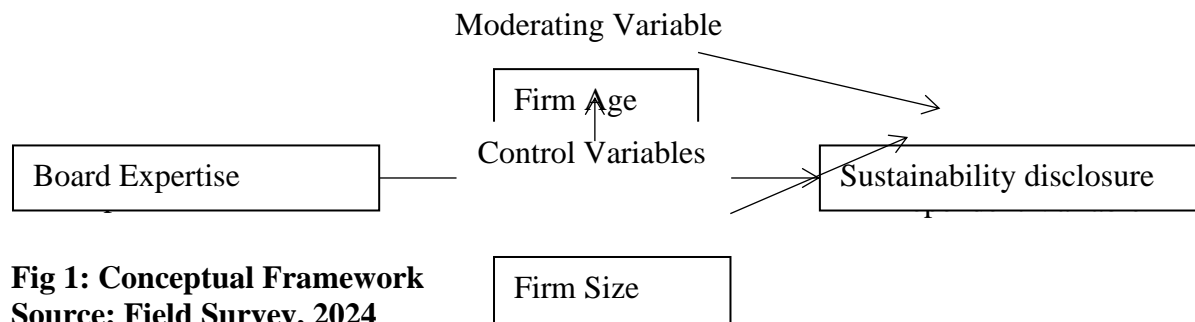 Moderating Variable
Firm Age
Control Variables
Board Expertise
Sustainability disclosure
Fig 1: Conceptual Framework
Firm Size
Source: Field Survey, 2024